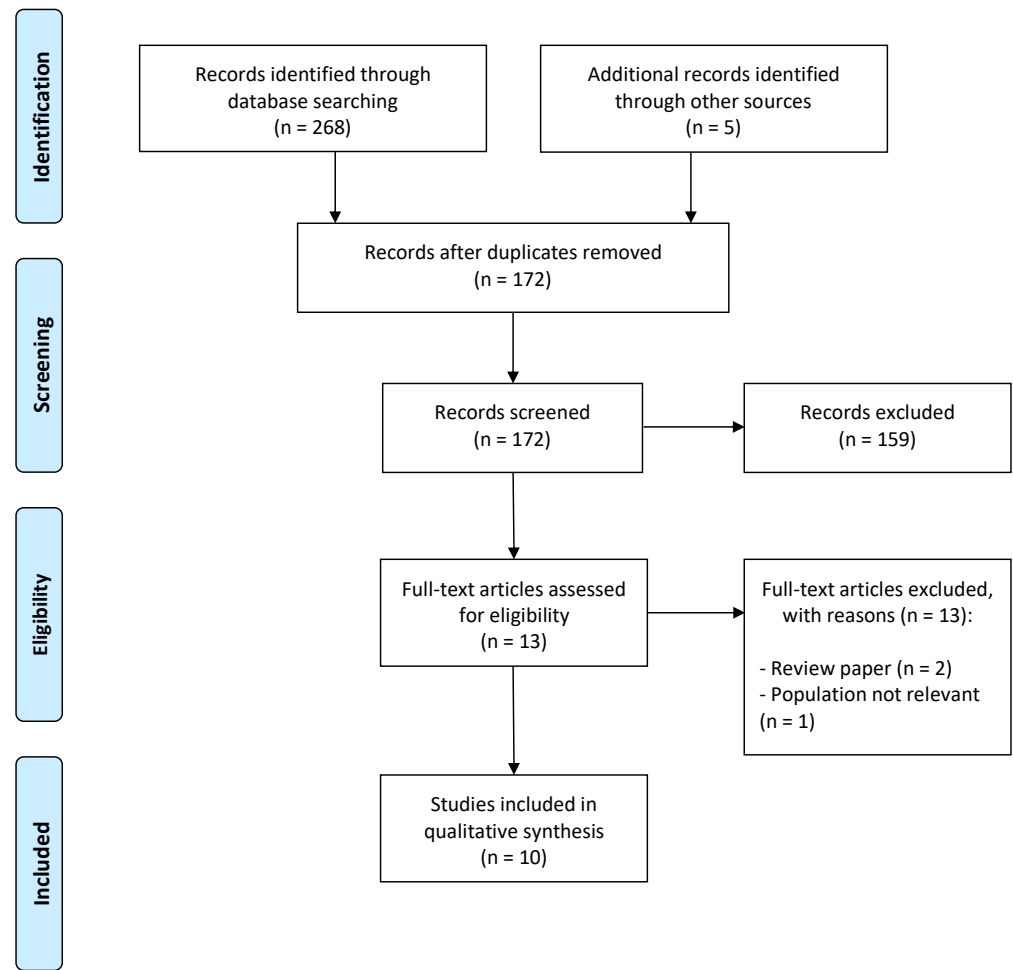 Identification
Records identified through
database searching
(n = 268)
Additional records identified
through other sources
(n = 5)
Records after duplicates removed
(n = 172)
Screening
Records screened
(n = 172)
Records excluded
(n = 159)
Eligibility
Full-text articles assessed
for eligibility
(n = 13)
Full-text articles excluded,
with reasons (n = 13):
- Review paper (n = 2)
- Population not relevant
(n = 1)
Included
Studies included in
qualitative synthesis
(n = 10)